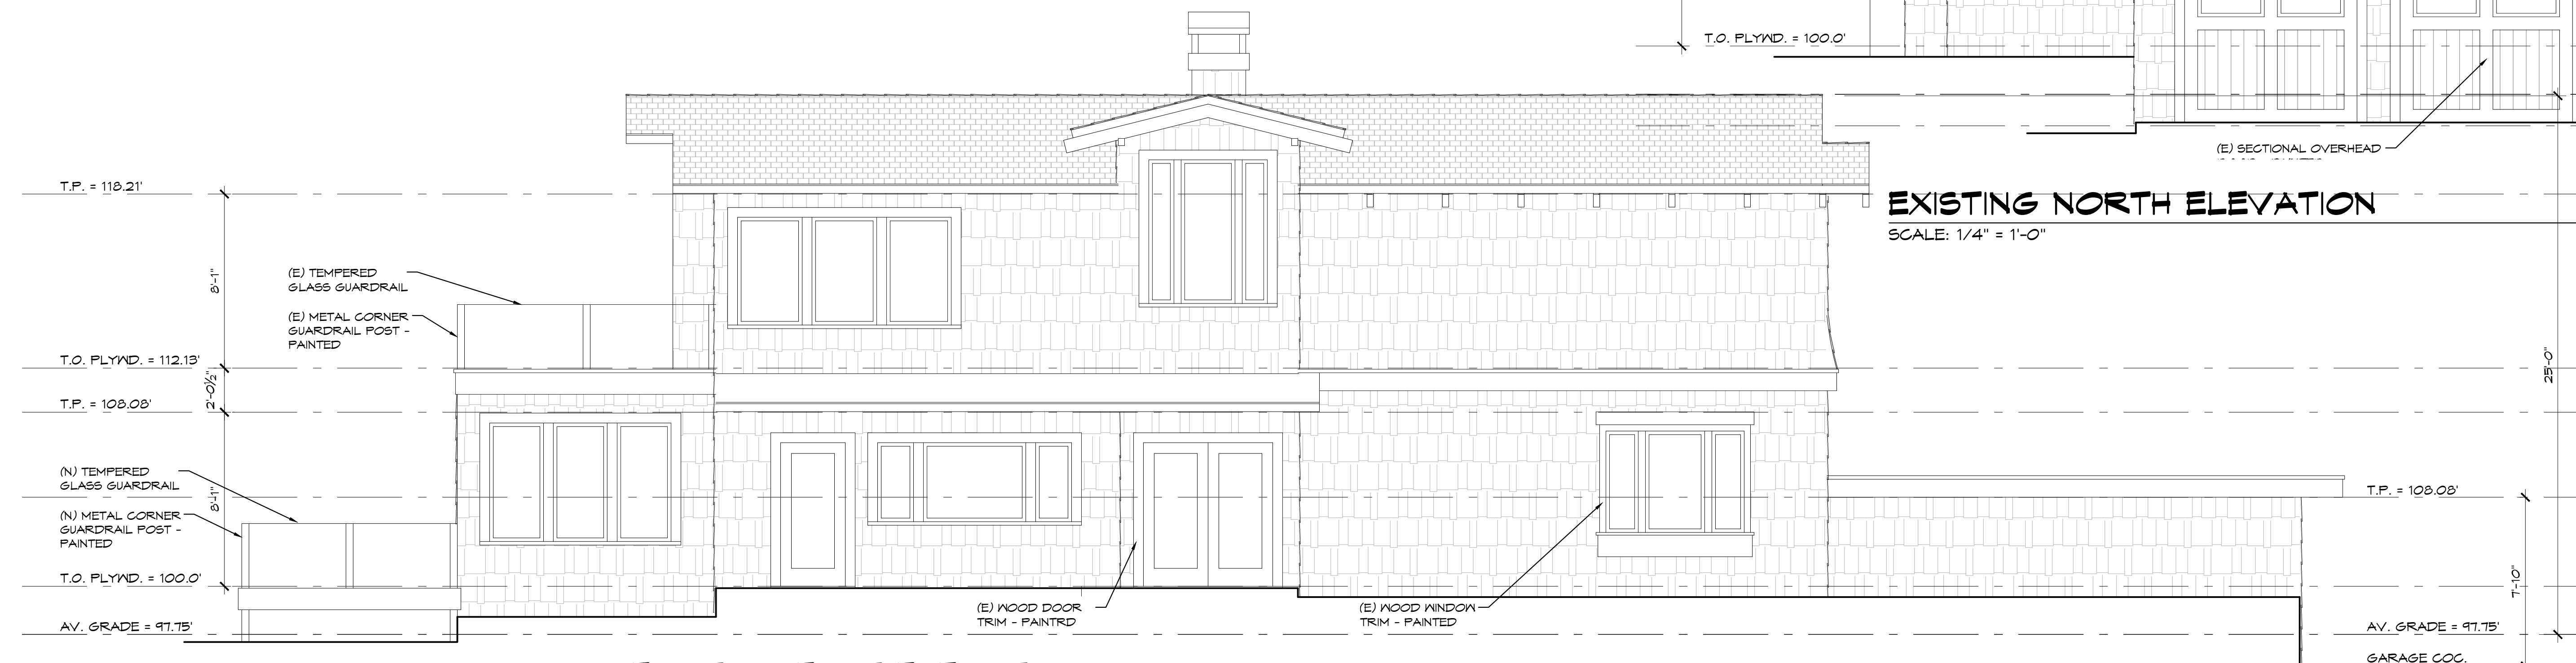 T.O. PLYWD. = 100.0'
(E) SECTIONAL OVERHEAD
EXISTING NORTH ELEVATION
SCALE: 1/4" = 1'-0"
T.P. = 118.21'
8'-1"
(E) TEMPERED
GLASS GUARDRAIL
(E) METAL CORNER
GUARDRAIL POST -
PAINTED
T.O. PLYWD. = 112.13'
2'-0½"
T.P. = 108.08'
25'-0"
(N) TEMPERED
GLASS GUARDRAIL
8'-1"
(N) METAL CORNER
GUARDRAIL POST -
PAINTED
T.P. = 108.08'
T.O. PLYWD. = 100.0'
7'-10"
(E) WOOD DOOR
TRIM - PAINTRD
(E) WOOD WINDOW
TRIM - PAINTED
AV. GRADE = 97.75'
AV. GRADE = 97.75'
GARAGE COC.